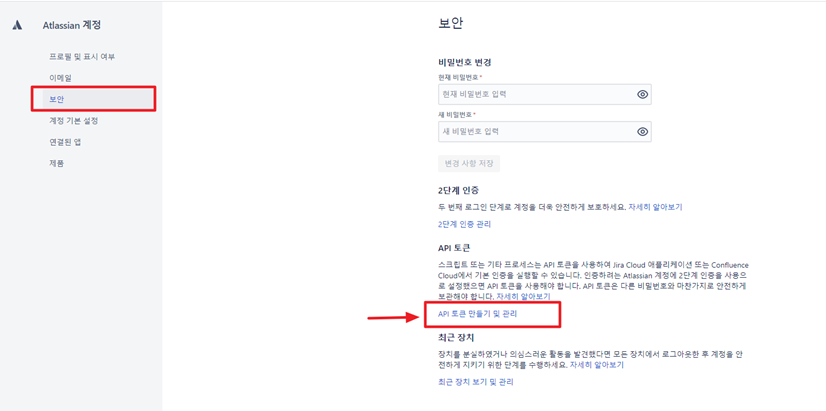 Atlassian 계정
프로필 및 표시 여부
이메일
보안
계정 기본 설정
연결된 앱
제품
보안
비밀번호 변경
현재 비밀번호 *
현재 비밀번호 입력
새 비밀번호 *
새 비밀번호 입력
변경 사항 저장
2단계 인증
두 번째 로그인 단계로 계정을 더욱 안전하게 보호하세요. 자세히 알아보기
2단계 인증 관리
API 토큰
스크립트 또는 기타 프로세스는 API 토큰을 사용하여 Jira Cloud 애플리케이션 또는 Confluence
Cloud에서 기본 인증을 실행할 수 있습니다. 인증하려는 Atlassian 계정에 2단계 인증을 사용으
로 설정했으면 API 토큰을 사용해야 합니다. API 토큰은 다른 비밀번호와 마찬가지로 안전하게
보관해야 합니다. 자세히 알아보기
API 토큰 만들기 및 관리
최근 장치
장치를 분실하였거나 의심스러운 활동을 발견했다면 모든 장치에서 로그아웃한 후 계정을 안
전하게 지키기 위한 단계를 수행하세요. 자세히 알아보기
최근 장치 보기 및 관리